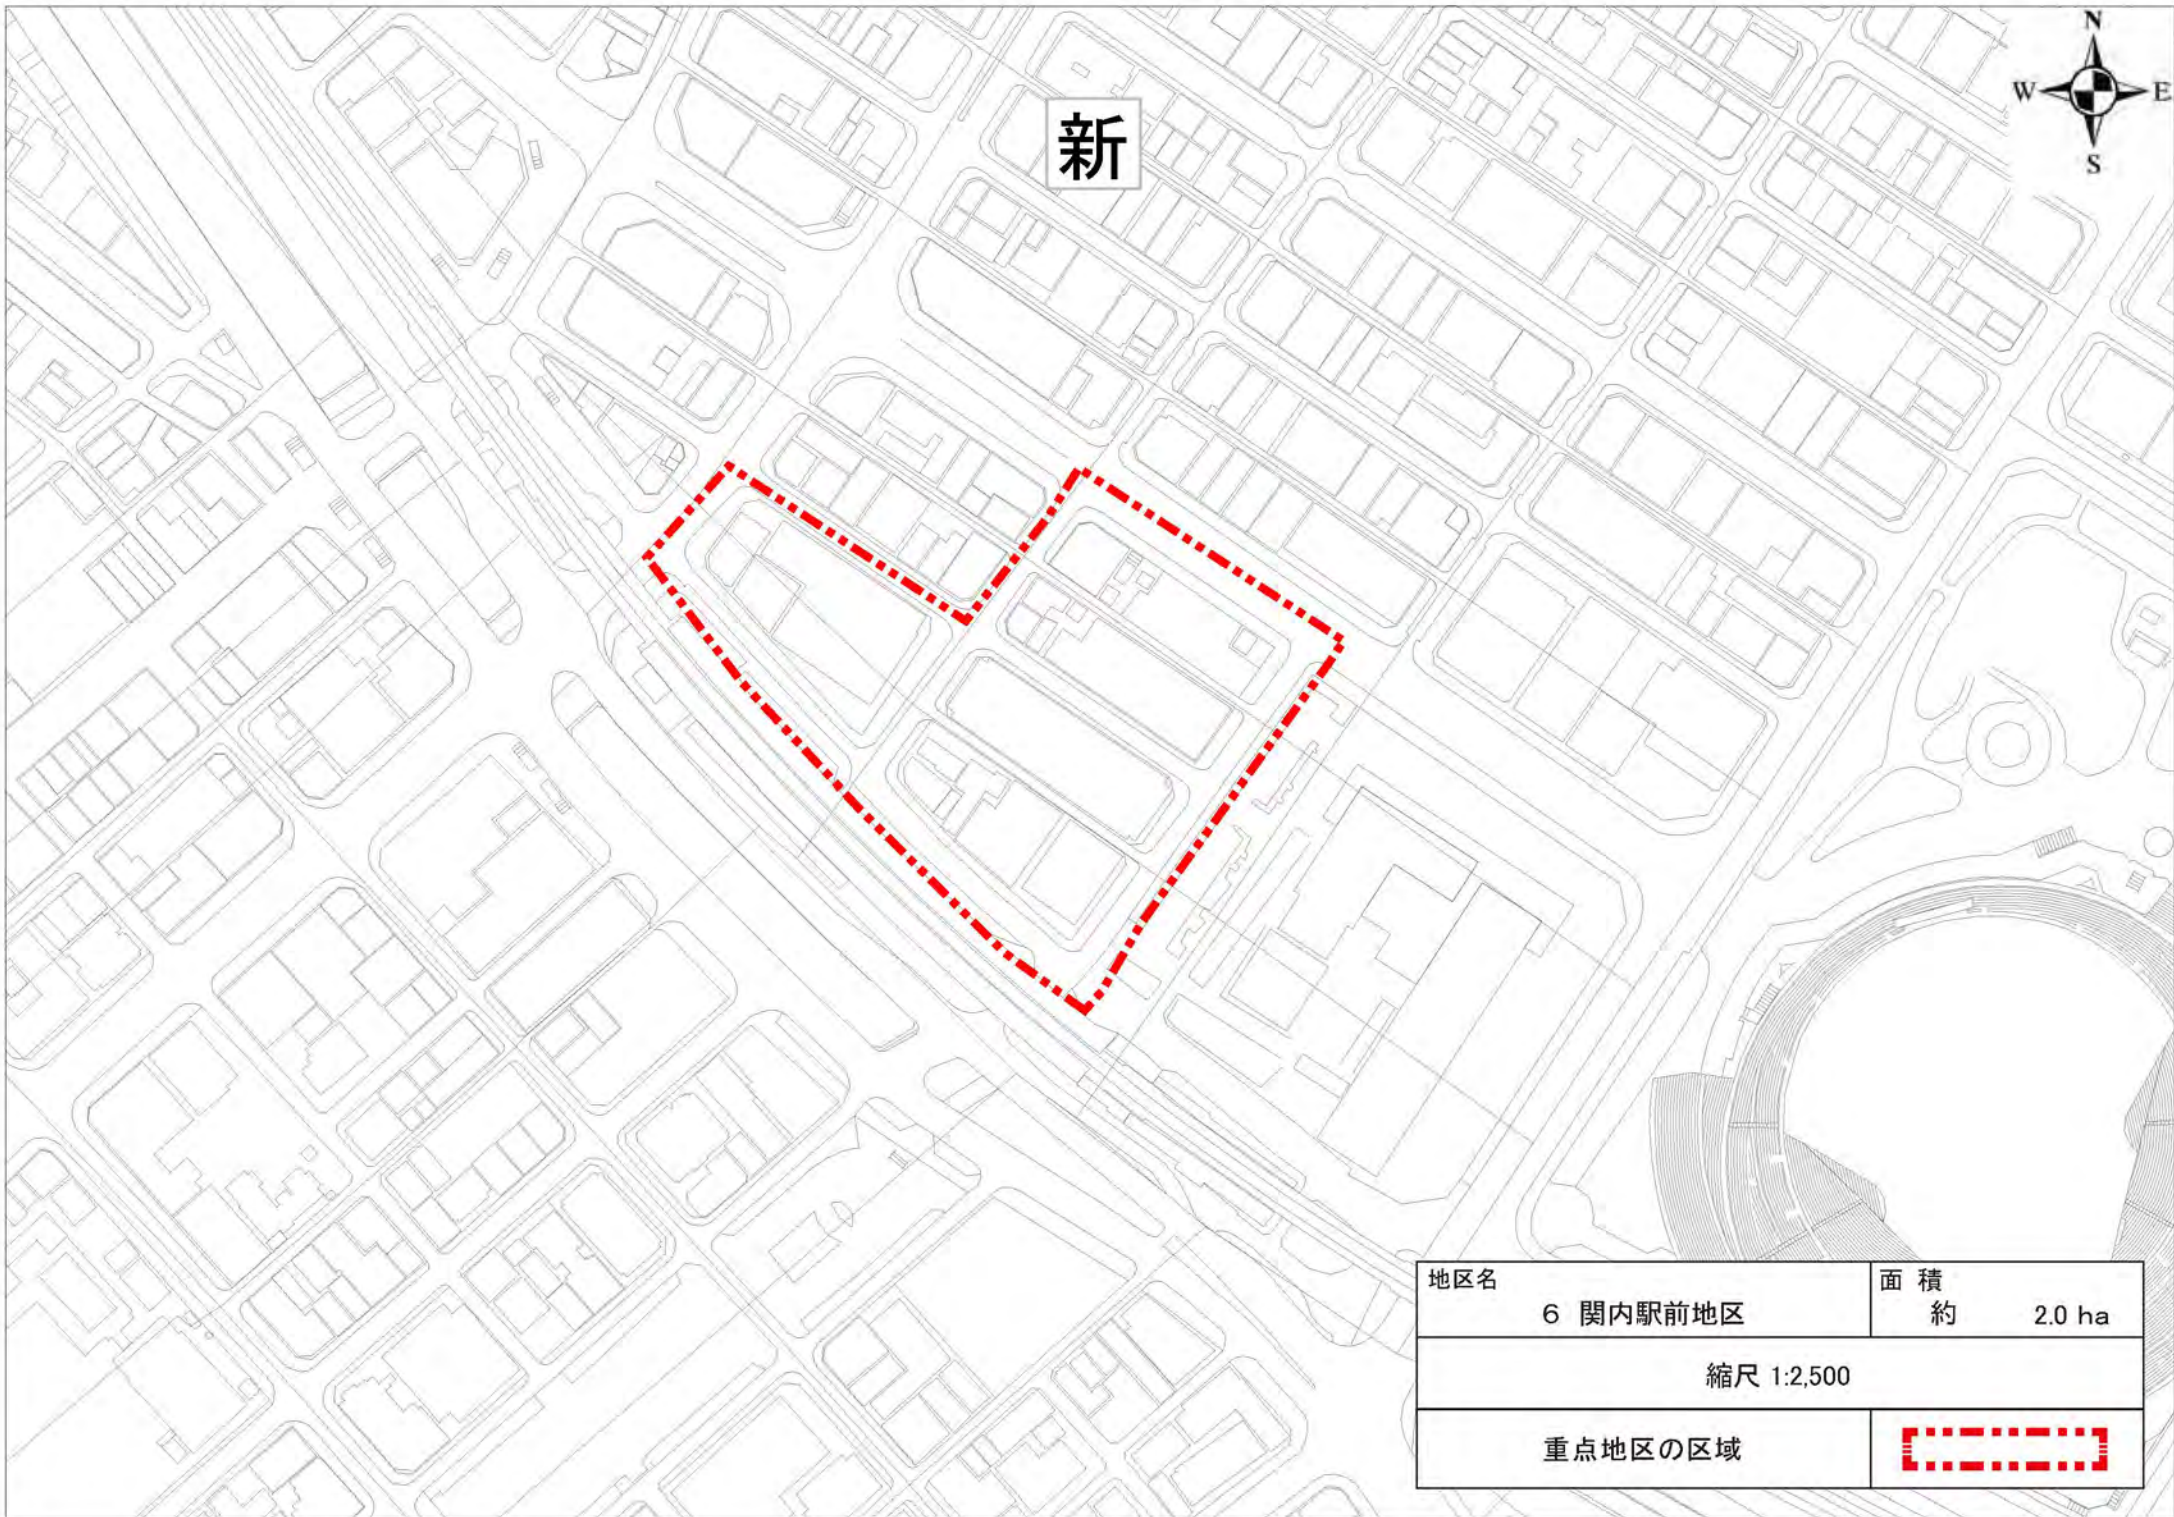 新
N
W E
S
地区名
6 関内駅前地区
面 積
約 2.0 ha
縮尺 1:2,500
重点地区の区域